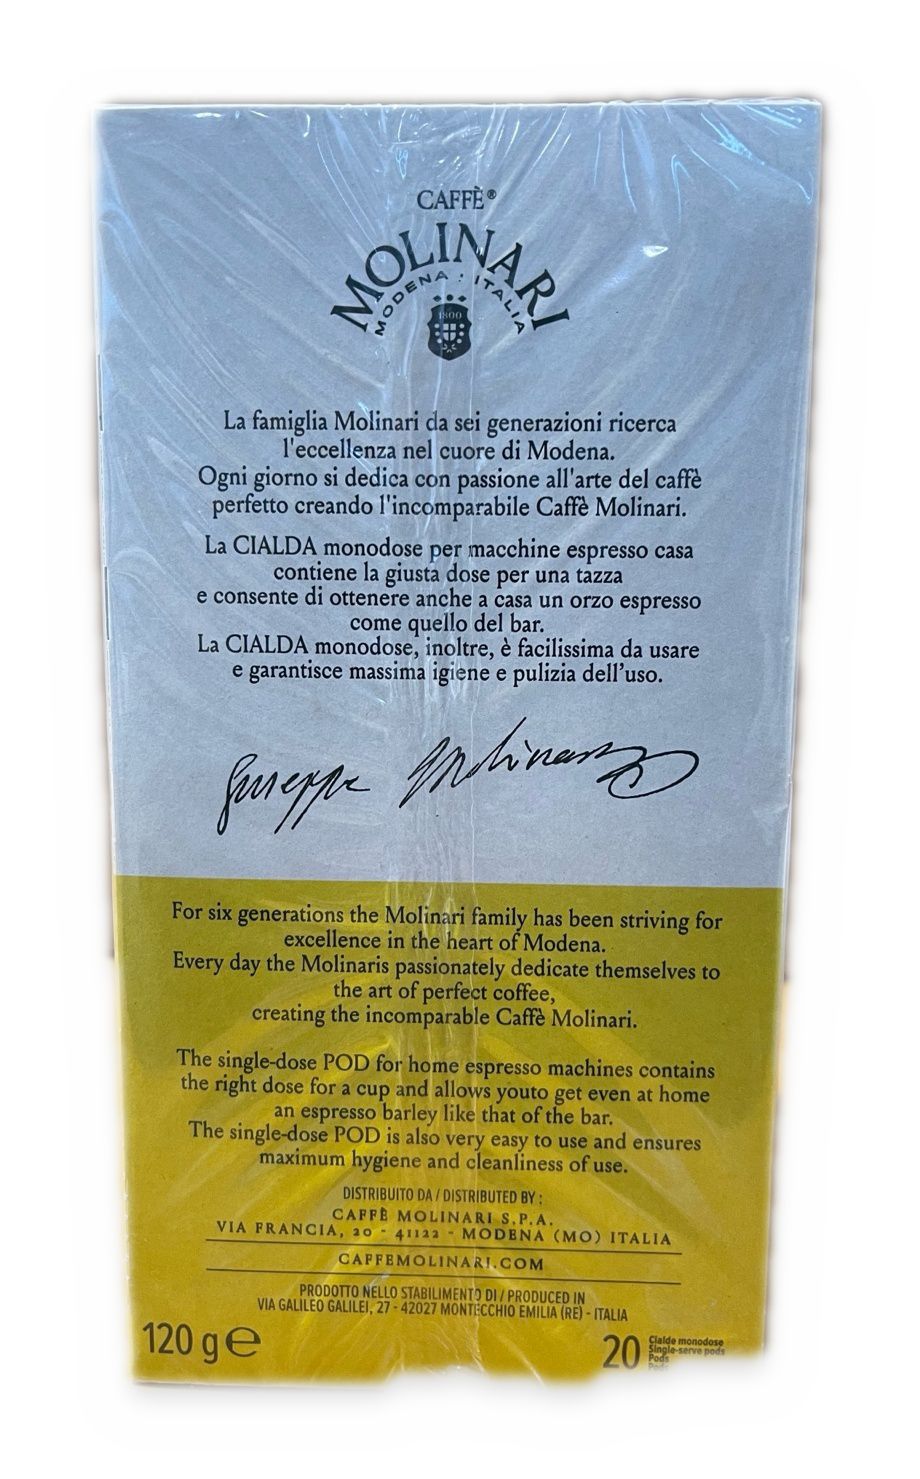 CAFFÈ®
MOLINARI
MODENA · ITALIA
1800
La famiglia Molinari da sei generazioni ricerca
l'eccellenza nel cuore di Modena.
Ogni giorno si dedica con passione all'arte del caffè
perfetto creando l'incomparabile Caffè Molinari.
La CIALDA monodose per macchine espresso casa
contiene la giusta dose per una tazza
e consente di ottenere anche a casa un orzo espresso
come quello del bar.
La CIALDA monodose, inoltre, è facilissima da usare
e garantisce massima igiene e pulizia dell'uso.
Giuseppe Molinari
For six generations the Molinari family has been striving for
excellence in the heart of Modena.
Every day the Molinaris passionately dedicate themselves to
the art of perfect coffee,
creating the incomparable Caffè Molinari.
The single-dose POD for home espresso machines contains
the right dose for a cup and allows youto get even at home
an espresso barley like that of the bar.
The single-dose POD is also very easy to use and ensures
maximum hygiene and cleanliness of use.
DISTRIBUITO DA / DISTRIBUTED BY :
CAFFÈ MOLINARI S.P.A.
VIA FRANCIA, 20 - 41122 - MODENA (MO) ITALIA
CAFFEMOLINARI.COM
PRODOTTO NELLO STABILIMENTO DI / PRODUCED IN
VIA GALILEO GALILEI, 27 - 42027 MONTECCHIO EMILIA (RE) - ITALIA
120 g ℮
20 Cialde monodose
Single-serve pods
Pods